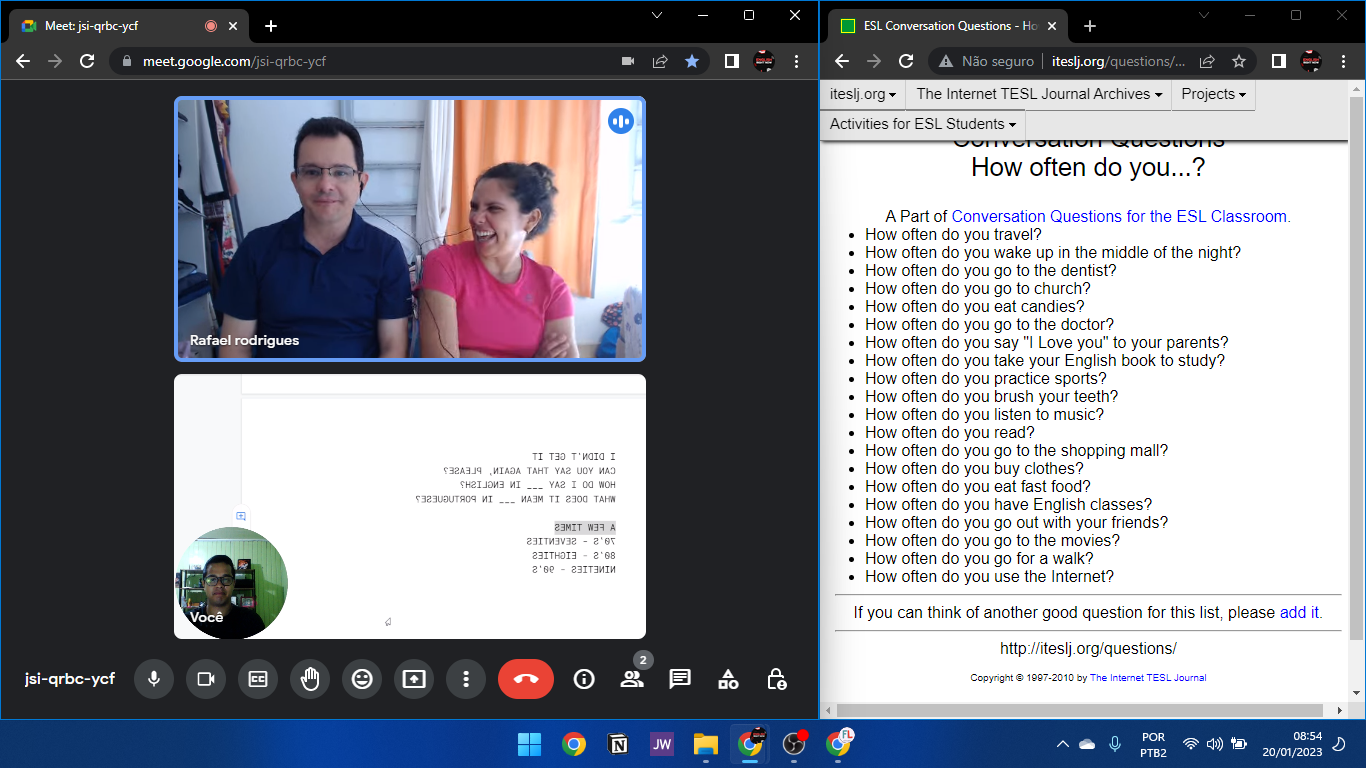 Meet: jsi-qrbc-ycf
meet.google.com/jsi-qrbc-ycf
Rafael rodrigues
I DIDN'T GET IT
CAN YOU SAY THAT AGAIN, PLEASE?
HOW DO I SAY ___ IN ENGLISH?
WHAT DOES IT MEAN ___ IN PORTUGUESE?
A FEW TIMES
70'S - SEVENTIES
80'S - EIGHTIES
NINETIES - 90'S
Você
jsi-qrbc-ycf
2
ESL Conversation Questions - Ho
Não seguro
iteslj.org/questions/...
iteslj.org
The Internet TESL Journal Archives
Projects
Activities for ESL Students
Conversation Questions
How often do you...?
A Part of Conversation Questions for the ESL Classroom.
How often do you travel?
How often do you wake up in the middle of the night?
How often do you go to the dentist?
How often do you go to church?
How often do you eat candies?
How often do you go to the doctor?
How often do you say "I Love you" to your parents?
How often do you take your English book to study?
How often do you practice sports?
How often do you brush your teeth?
How often do you listen to music?
How often do you read?
How often do you go to the shopping mall?
How often do you buy clothes?
How often do you eat fast food?
How often do you have English classes?
How often do you go out with your friends?
How often do you go to the movies?
How often do you go for a walk?
How often do you use the Internet?
If you can think of another good question for this list, please add it.
http://iteslj.org/questions/
Copyright © 1997-2010 by The Internet TESL Journal
JW
FL
POR
PTB2
08:54
20/01/2023